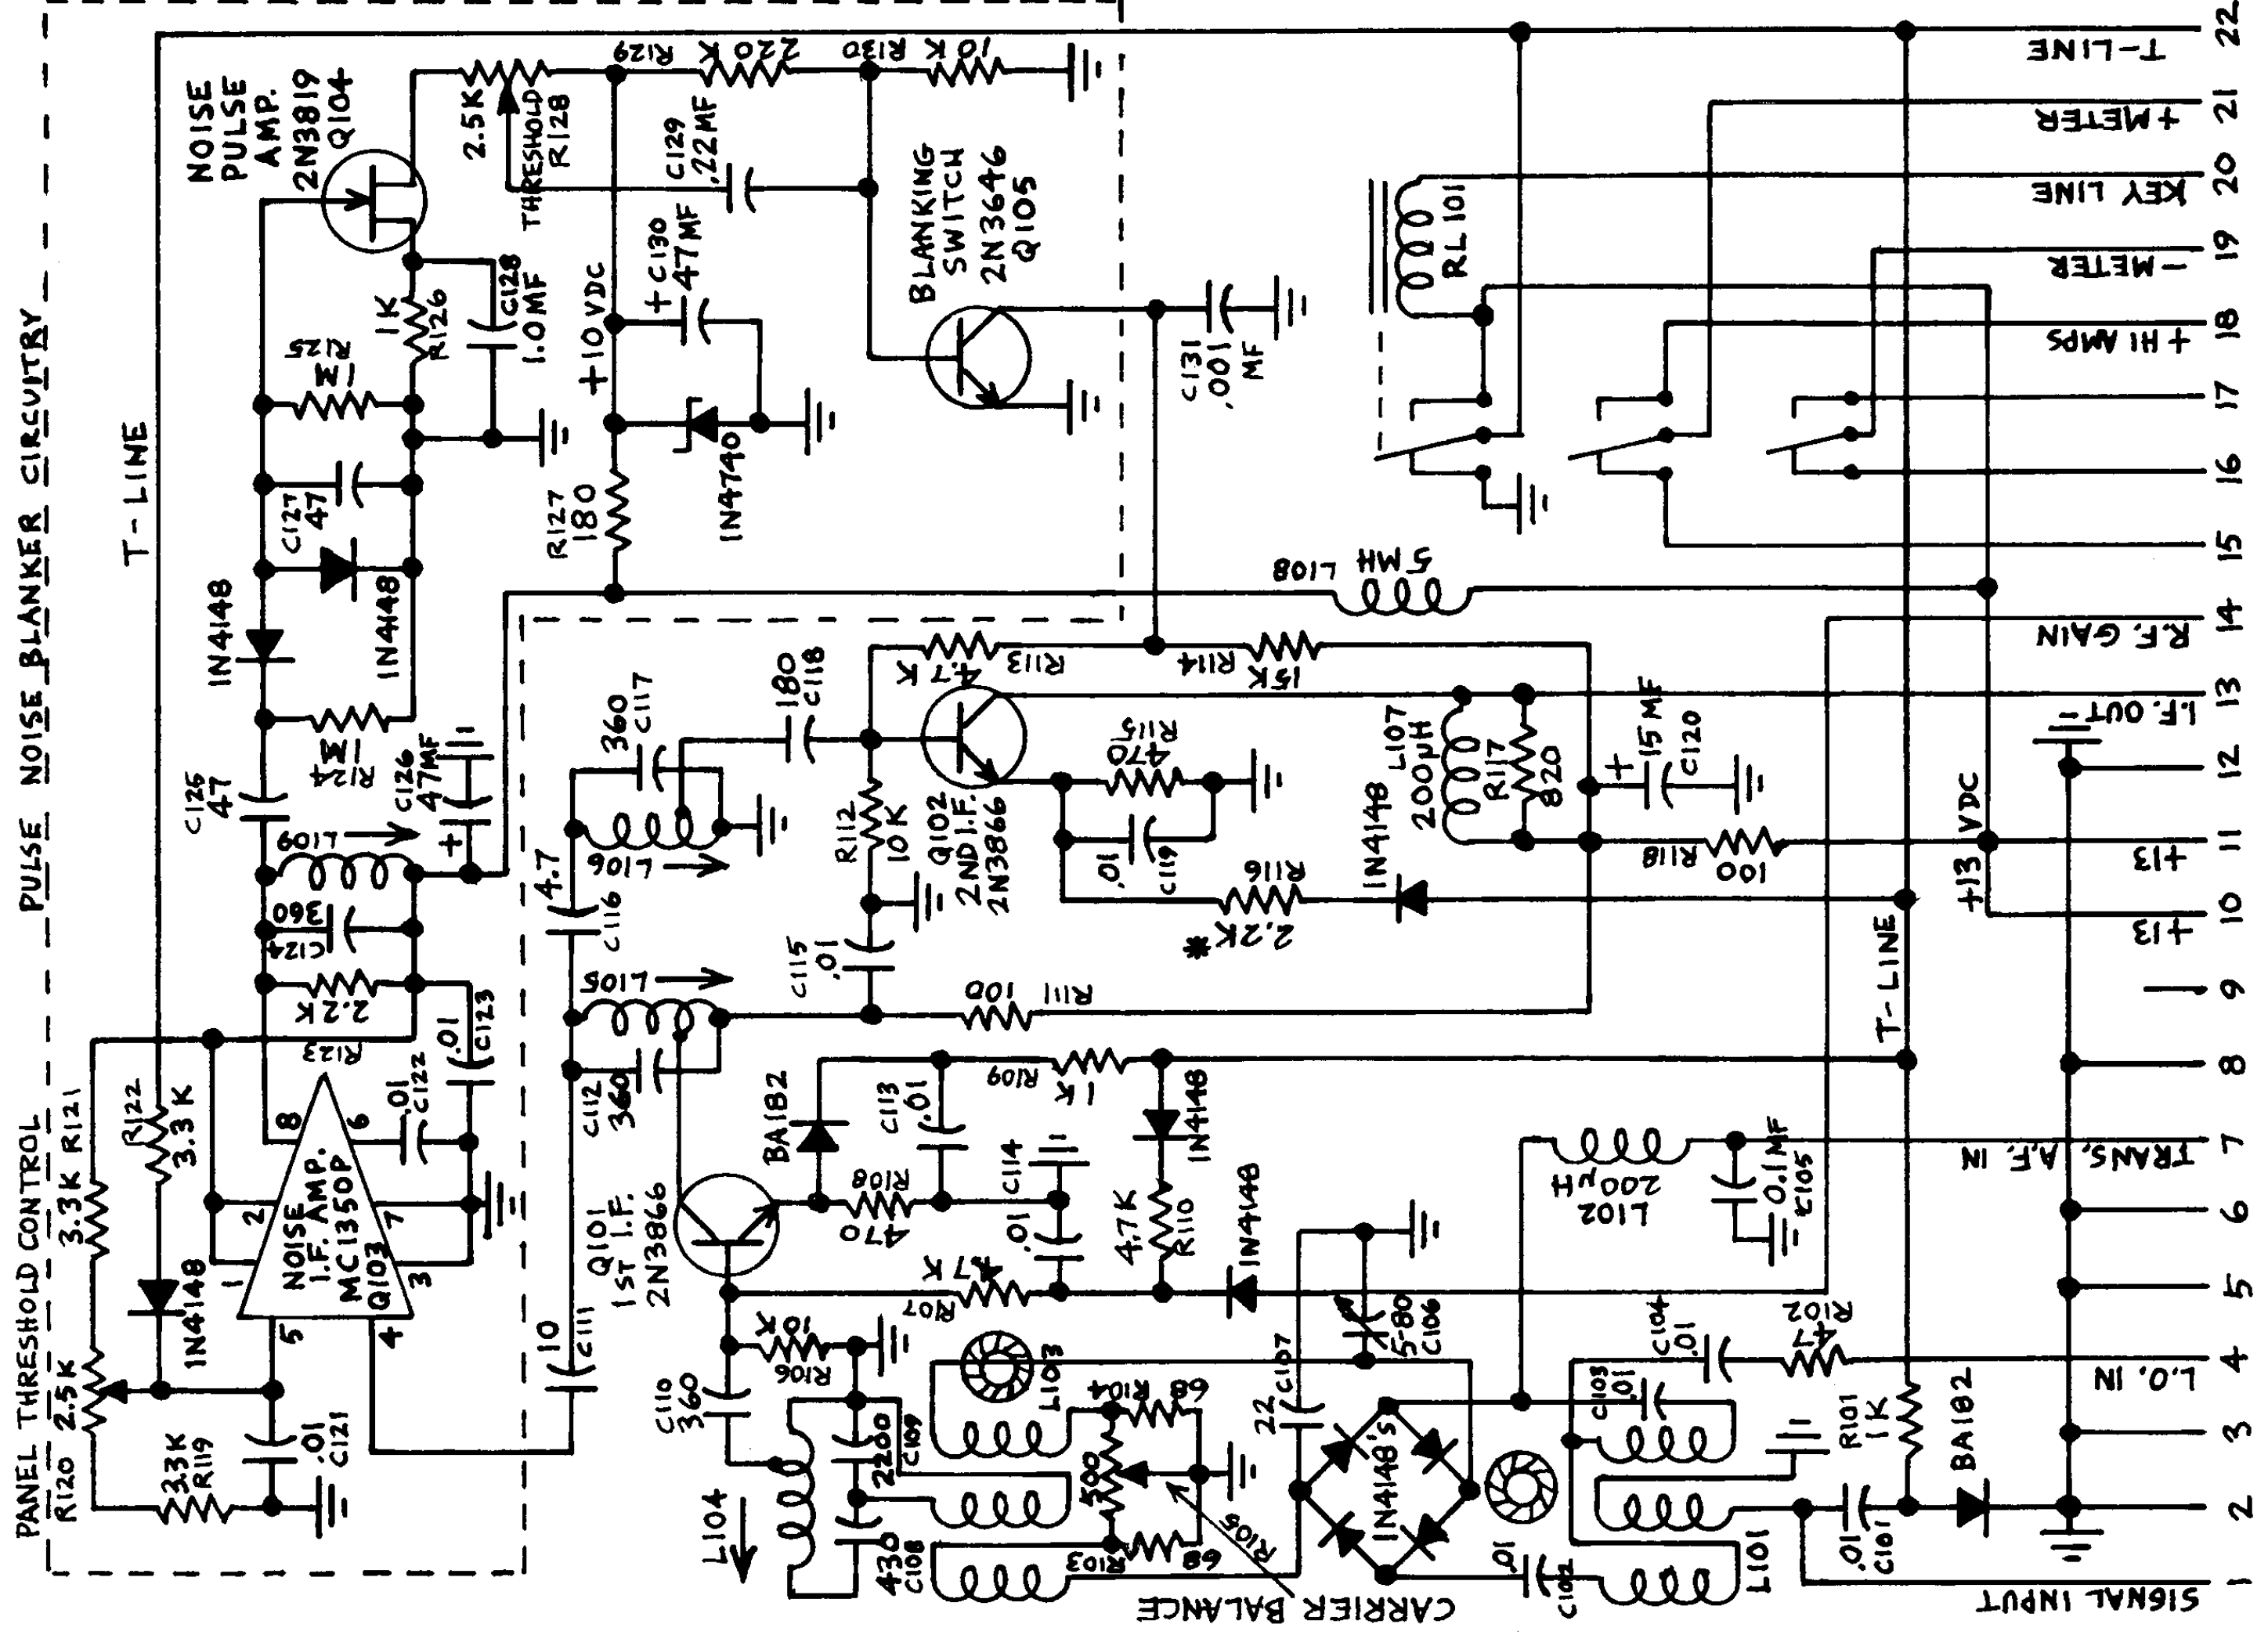 PULSE NOISE BLANKER CIRCUITRY
PANEL THRESHOLD CONTROL
R120 2.5K
3.3K R121
R122
3.3K
1N4148
33K
R119
.01
C121
NOISE
I.F. AMP.
MC1350P
Q103
1
2
3
4
5
6
7
8
.01
C122
.01
C123
R123
2.2K
C124
360
L109
C125
47
C126
47MF
R124
1M
1N4148
1N4148
C127
47
R125
1M
1K
R126
C128
1.0MF
NOISE
PULSE
AMP.
2N3819
Q104
T-LINE
2.5K
THRESHOLD
R128
R129
220K
R130
10K
C129
.22MF
+10VDC
+
C130
47MF
R127
180
1N4740
BLANKING
SWITCH
2N3646
Q105
C131
.001
MF
10
C111
4.7
C116
L106
360
C117
180
C118
L105
C112
360
C115
.01
R111
100
R112
10K
Q102
2ND I.F.
2N3866
R113
4.7K
R114
15K
R115
470
.01
C119
R116
2.2K
*
1N4148
L107
200µH
R117
820
+
15MF
C120
R118
100
L108
5MH
RL101
Q101
1ST I.F.
2N3866
BA182
R108
470
C113
.01
R109
1K
C114
.01
4.7K
R110
1N4148
1N4148
R107
4.7K
R106
10K
C110
360
L104
2200
C109
430
C108
L103
R104
68
500
R103
68
R105
CARRIER BALANCE
22
C107
5-80
C106
1N4148's
L102
200µH
0.1MF
C105
C104
.01
R102
47
C103
.01
.01
C102
L101
R101
1K
.01
C101
BA182
T-LINE
+13 VDC
SIGNAL INPUT
1
2
3
L.O. IN
4
5
6
TRANS. A.F. IN
7
8
9
+13
10
+13
11
12
I.F. OUT
13
R.F. GAIN
14
15
16
17
+ HI AMPS
18
- METER
19
KEY LINE
20
+ METER
21
T-LINE
22